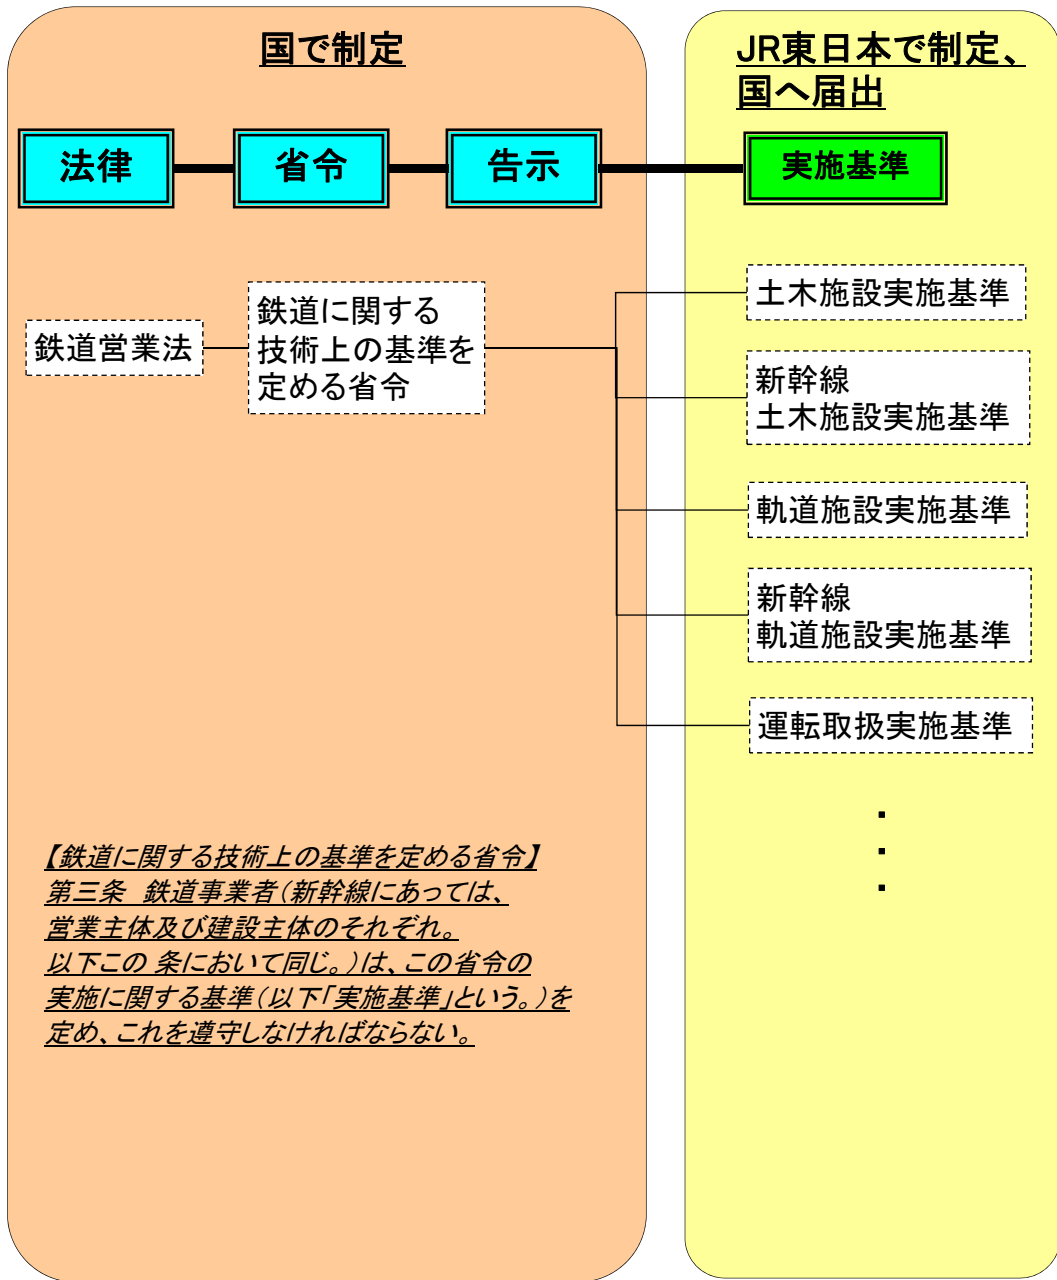 国で制定
JR東日本で制定、
国へ届出
法律
省令
告示
実施基準
鉄道営業法
鉄道に関する
技術上の基準を
定める省令
土木施設実施基準
新幹線
土木施設実施基準
軌道施設実施基準
新幹線
軌道施設実施基準
運転取扱実施基準
・
・
・
【鉄道に関する技術上の基準を定める省令】
第三条 鉄道事業者(新幹線にあっては、
営業主体及び建設主体のそれぞれ。
以下この 条において同じ。)は、この省令の
実施に関する基準(以下「実施基準」という。)を
定め、これを遵守しなければならない。